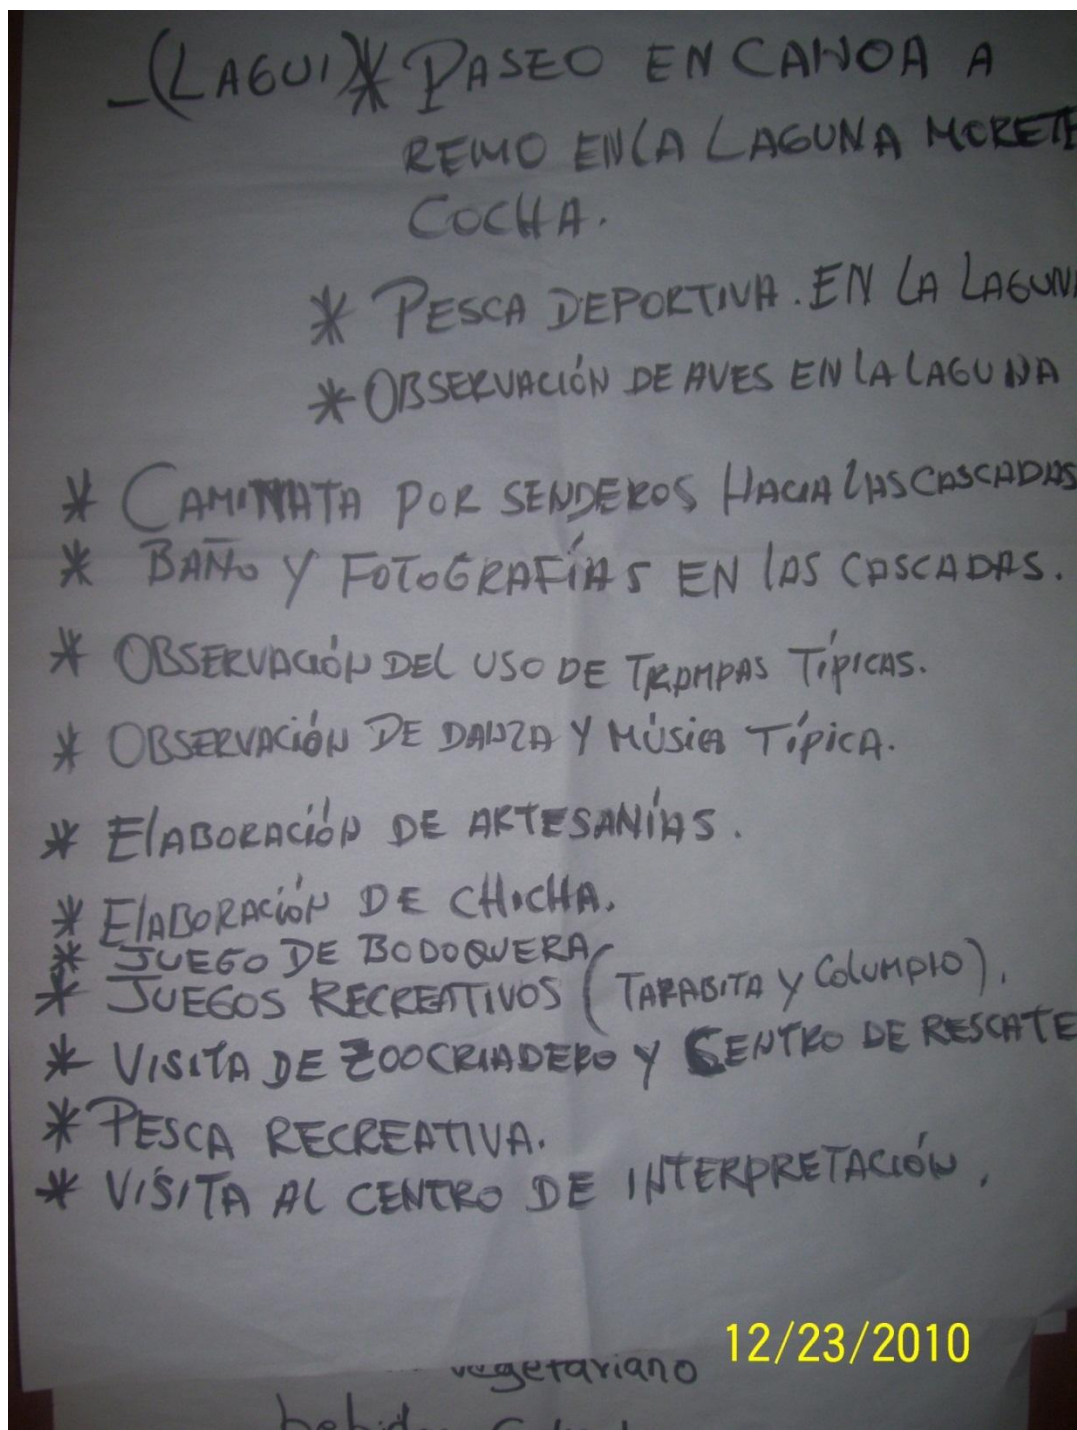 -(LAGUI)* PASEO EN CANOA A
REMO EN LA LAGUNA MORETE
COCHA.
* PESCA DEPORTIVA. EN LA LAGUNA
* OBSERVACIÓN DE AVES EN LA LAGUNA
* CAMINATA POR SENDEROS HACIA LAS CASCADAS
* BAÑO Y FOTOGRAFÍAS EN LAS CASCADAS.
* OBSERVACIÓN DEL USO DE TRAMPAS TÍPICAS.
* OBSERVACIÓN DE DANZA Y MÚSICA TÍPICA.
* ELABORACIÓN DE ARTESANÍAS.
* ELABORACIÓN DE CHICHA.
* JUEGO DE BODOQUERA
* JUEGOS RECREATIVOS (TARABITA Y COLUMPIO).
* VISITA DE ZOOCRIADERO Y CENTRO DE RESCATE
* PESCA RECREATIVA.
* VISITA AL CENTRO DE INTERPRETACIÓN.
12/23/2010
vegetariano